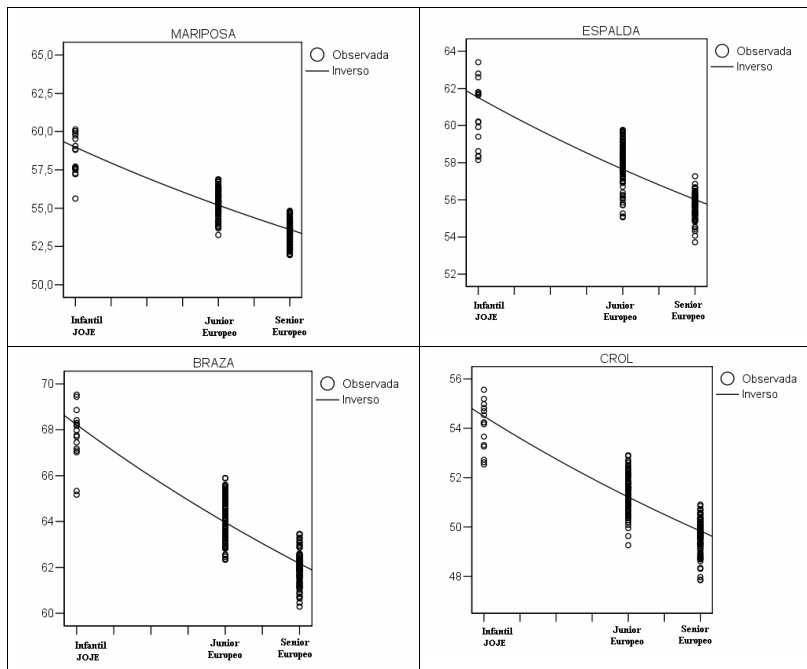 MARIPOSA
Observada
Inverso
65,0
62,5
60,0
57,5
55,0
52,5
50,0
Infantil
JOJE
Junior
Europeo
Senior
Europeo
ESPALDA
Observada
Inverso
64
62
60
58
56
54
52
Infantil
JOJE
Junior
Europeo
Senior
Europeo
BRAZA
Observada
Inverso
70
68
66
64
62
60
Infantil
JOJE
Junior
Europeo
Senior
Europeo
CROL
Observada
Inverso
56
54
52
50
48
Infantil
JOJE
Junior
Europeo
Senior
Europeo